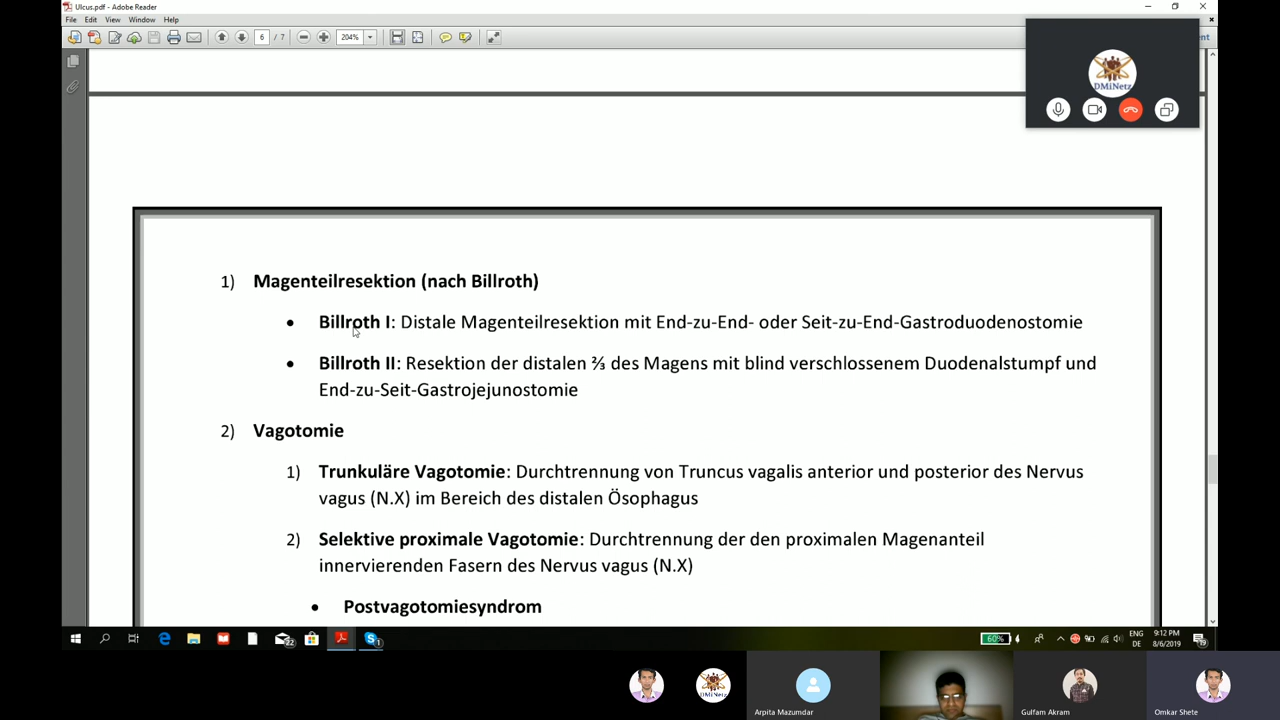 Ulcus.pdf - Adobe Reader
File Edit View Window Help
6 / 7
204%
nt
DMiNetz
1) Magenteilresektion (nach Billroth)
• Billroth I: Distale Magenteilresektion mit End-zu-End- oder Seit-zu-End-Gastroduodenostomie
• Billroth II: Resektion der distalen ⅔ des Magens mit blind verschlossenem Duodenalstumpf und
End-zu-Seit-Gastrojejunostomie
2) Vagotomie
1) Trunkuläre Vagotomie: Durchtrennung von Truncus vagalis anterior und posterior des Nervus
vagus (N.X) im Bereich des distalen Ösophagus
2) Selektive proximale Vagotomie: Durchtrennung der den proximalen Magenanteil
innervierenden Fasern des Nervus vagus (N.X)
• Postvagotomiesyndrom
22
1
60%
ENG
DE
9:12 PM
8/6/2019
19
DMiNetz
Arpita Mazumdar
Gulfam Akram
Omkar Shete